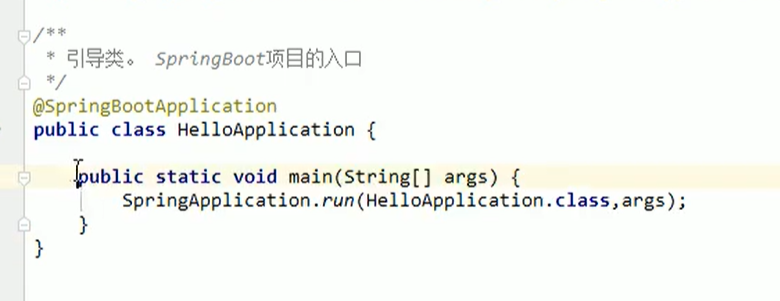 /**
 * 引导类。 SpringBoot项目的入口
 */
@SpringBootApplication
public class HelloApplication {
    public static void main(String[] args) {
        SpringApplication.run(HelloApplication.class,args);
    }
}